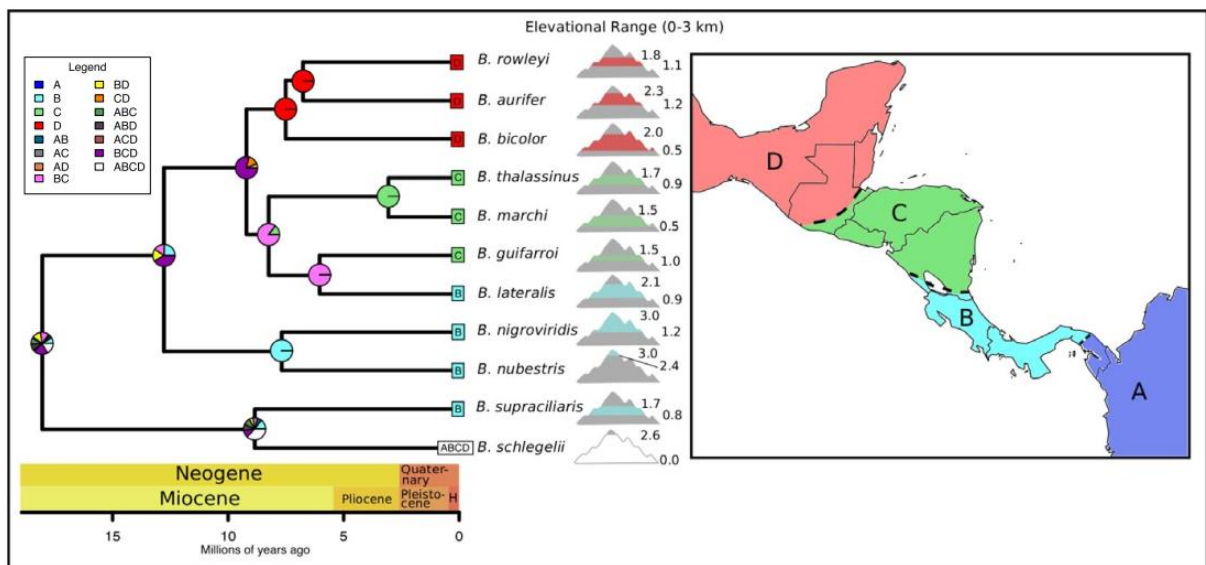 Elevational Range (0-3 km)
Legend
A BD
B CD
C ABC
D ABD
AB ACD
AC BCD
AD ABCD
BC
D B. rowleyi 1.8 1.1
D B. aurifer 2.3 1.2
D B. bicolor 2.0 0.5
C B. thalassinus 1.7 0.9
C B. marchi 1.5 0.5
C B. guifarroi 1.5 1.0
B B. lateralis 2.1 0.9
B B. nigroviridis 3.0 1.2
B B. nubestris 3.0 2.4
B B. supraciliaris 1.7 0.8
ABCD B. schlegelii 2.6 0.0
D
C
B
A
Neogene Quater-
nary
Miocene Pliocene Pleisto-
cene H
15 10 5 0
Millions of years ago